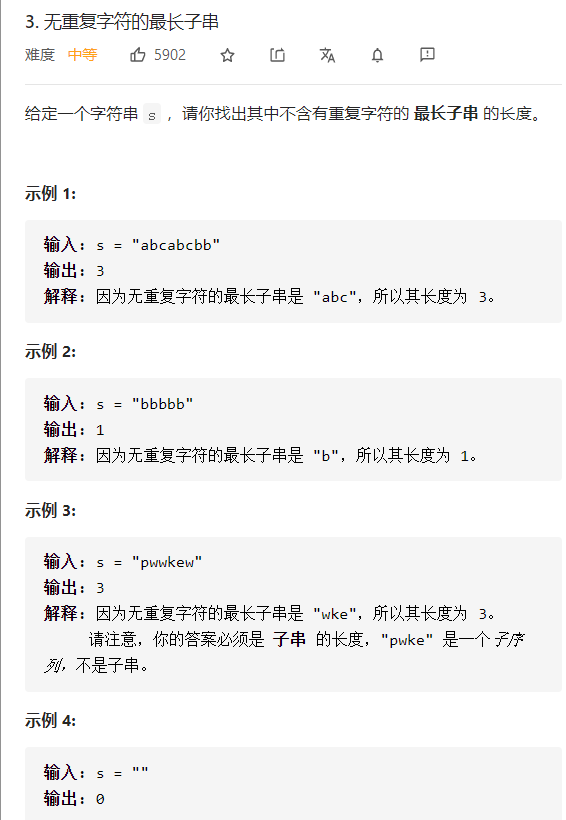 3. 无重复字符的最长子串
难度 中等 5902
给定一个字符串 s ，请你找出其中不含有重复字符的 最长子串 的长度。
示例 1:
输入: s = "abcabcbb"
输出: 3
解释: 因为无重复字符的最长子串是 "abc"，所以其长度为 3。
示例 2:
输入: s = "bbbbb"
输出: 1
解释: 因为无重复字符的最长子串是 "b"，所以其长度为 1。
示例 3:
输入: s = "pwwkew"
输出: 3
解释: 因为无重复字符的最长子串是 "wke"，所以其长度为 3。
请注意，你的答案必须是 子串 的长度，"pwke" 是一个子序
列，不是子串。
示例 4:
输入: s = ""
输出: 0